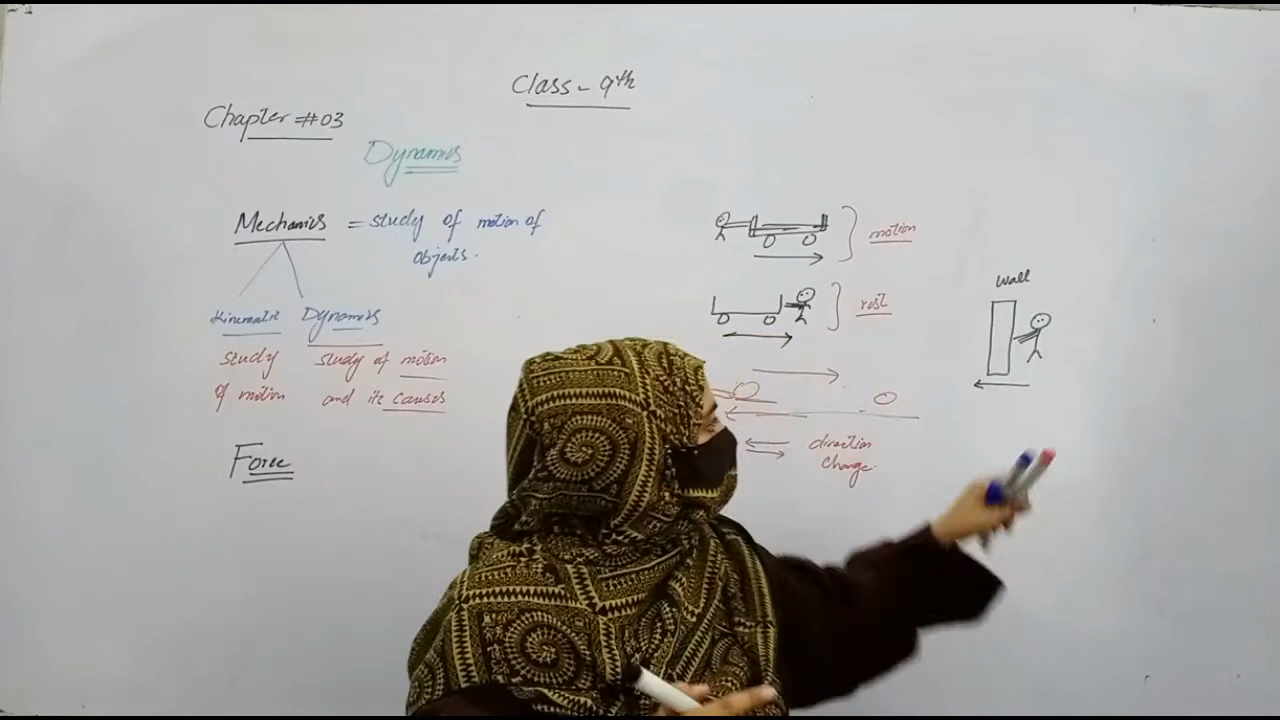 Class - 9th
Chapter #03
Dynamics
Mechanics = study of motion of
objects.
Kinematic Dynamics
study study of motion
of motion and its causes
Force
motion
rest
direction
change.
wall